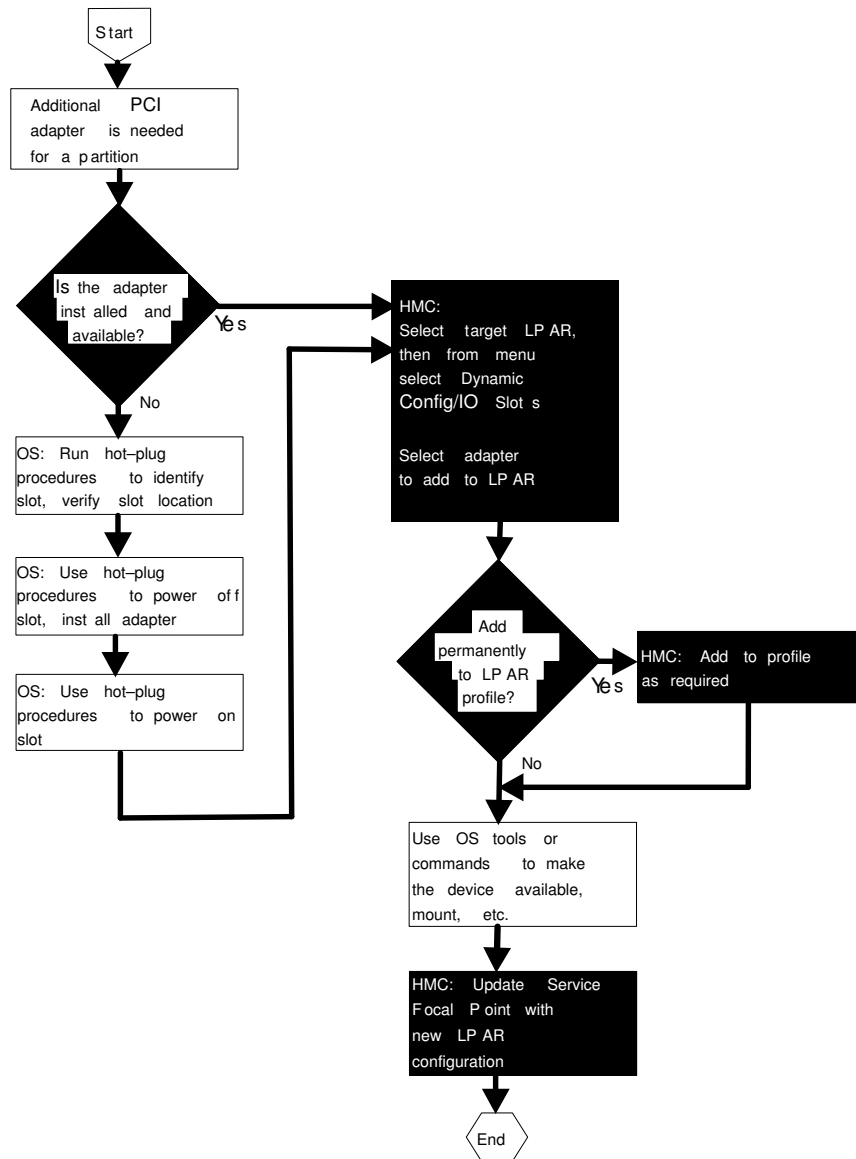 Start
Additional PCI
adapter is needed
for a partition
Is the adapter
installed and
available?
Yes
No
OS: Run hot–plug
procedures to identify
slot, verify slot location
OS: Use hot–plug
procedures to power off
slot, install adapter
OS: Use hot–plug
procedures to power on
slot
HMC:
Select target LPAR,
then from menu
select Dynamic
Config/IO Slots
Select adapter
to add to LPAR
Add
permanently
to LPAR
profile?
Yes
No
HMC: Add to profile
as required
Use OS tools or
commands to make
the device available,
mount, etc.
HMC: Update Service
Focal Point with
new LPAR
configuration
End